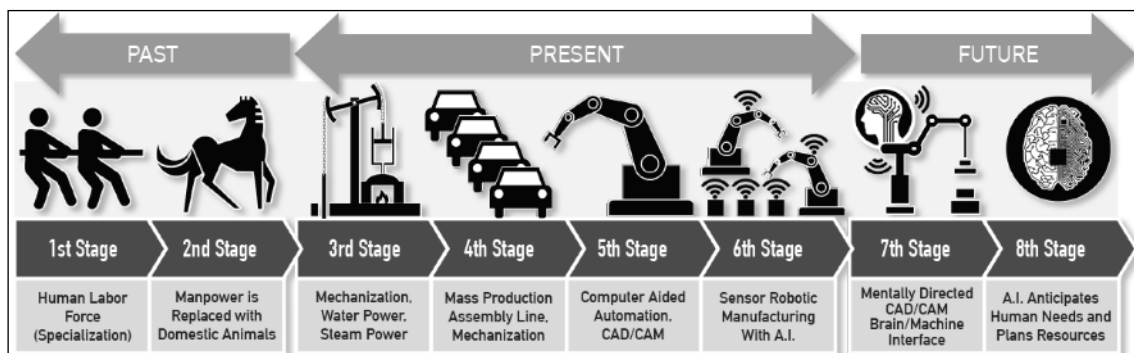 PAST
PRESENT
FUTURE
1st Stage
2nd Stage
3rd Stage
4th Stage
5th Stage
6th Stage
7th Stage
8th Stage
Human Labor
Force
(Specialization)
Manpower is
Replaced with
Domestic Animals
Mechanization,
Water Power,
Steam Power
Mass Production
Assembly Line,
Mechanization
Computer Aided
Automation,
CAD/CAM
Sensor Robotic
Manufacturing
With A.I.
Mentally Directed
CAD/CAM
Brain/Machine
Interface
A.I. Anticipates
Human Needs and
Plans Resources